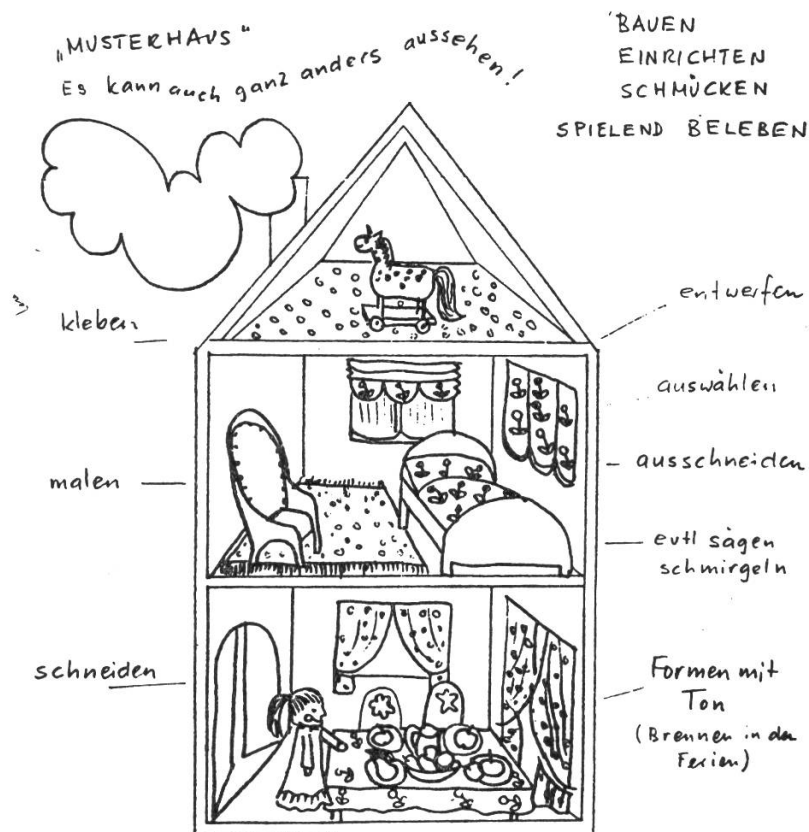 „MUSTERHAUS"
Es kann auch ganz anders aussehen!
BAUEN
EINRICHTEN
SCHMÜCKEN
SPIELEND BELEBEN
kleben
malen
schneiden
entwerfen
auswählen
ausschneiden
evtl sägen
schmirgeln
Formen mit
Ton
(Brennen in den
Ferien)